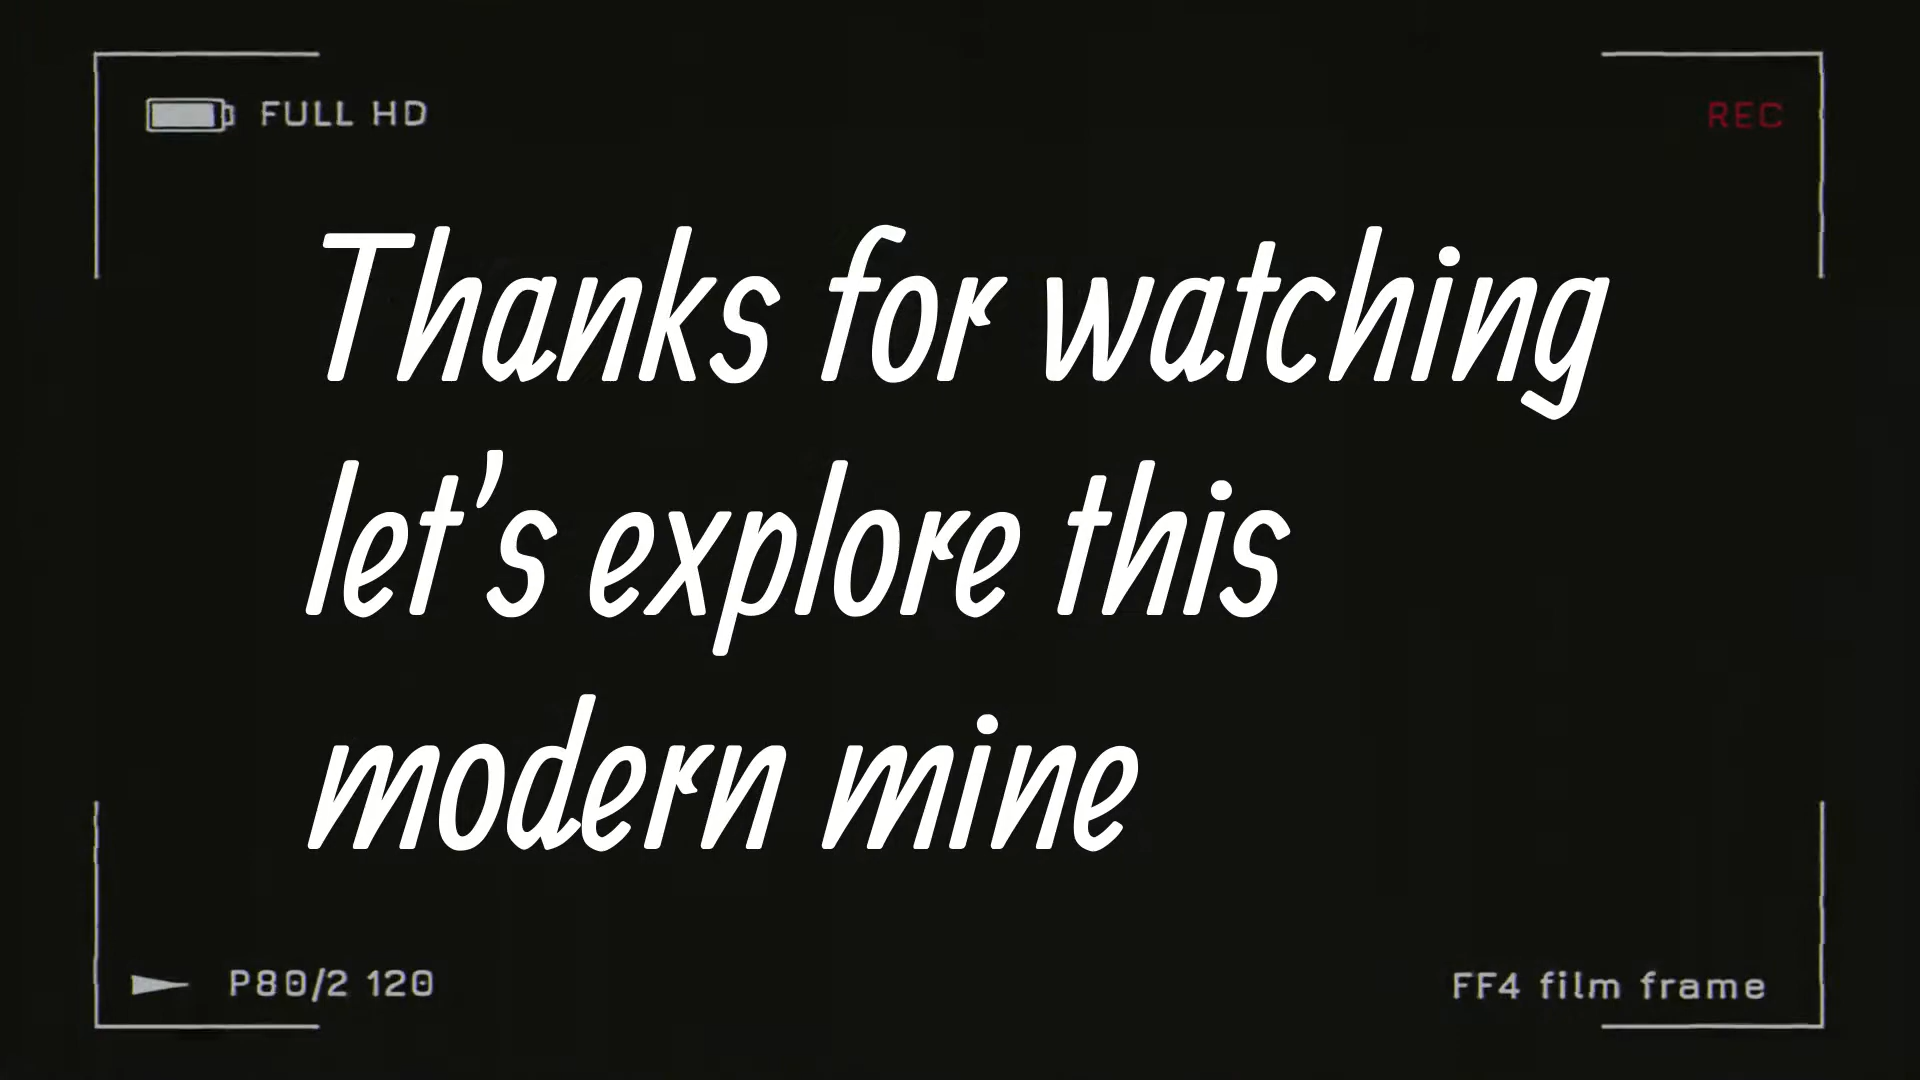 FULL HD
REC
Thanks for watching
let's explore this
modern mine
P80/2 120
FF4 film frame